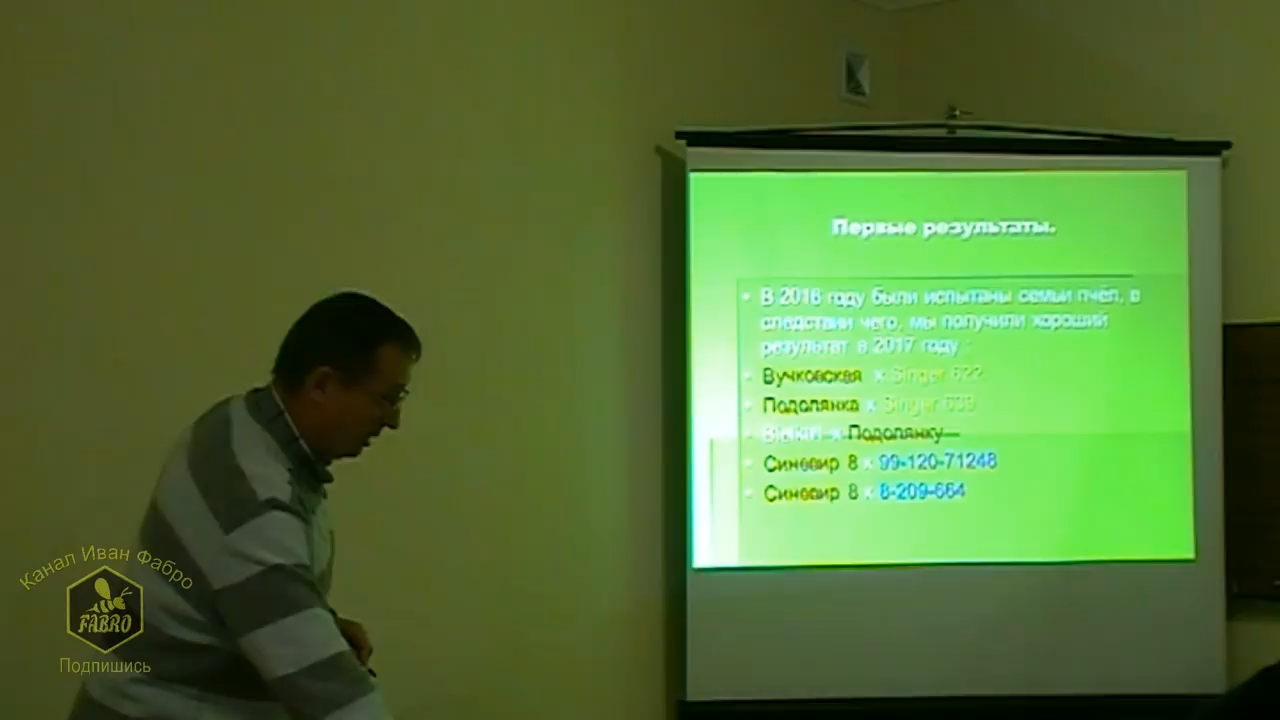 Первые результаты.
В 2016 году были испытаны семьи пчёл, в
следствии чего, мы получили хороший
результат в 2017 году :
Вучковская x Singer 622
Подолянка x Singer
x Подолянку
Синевир 8 x 99-120-71248
Синевир 8 x 8-209-664
Канал Иван Фабро
FABRO
Подпишись